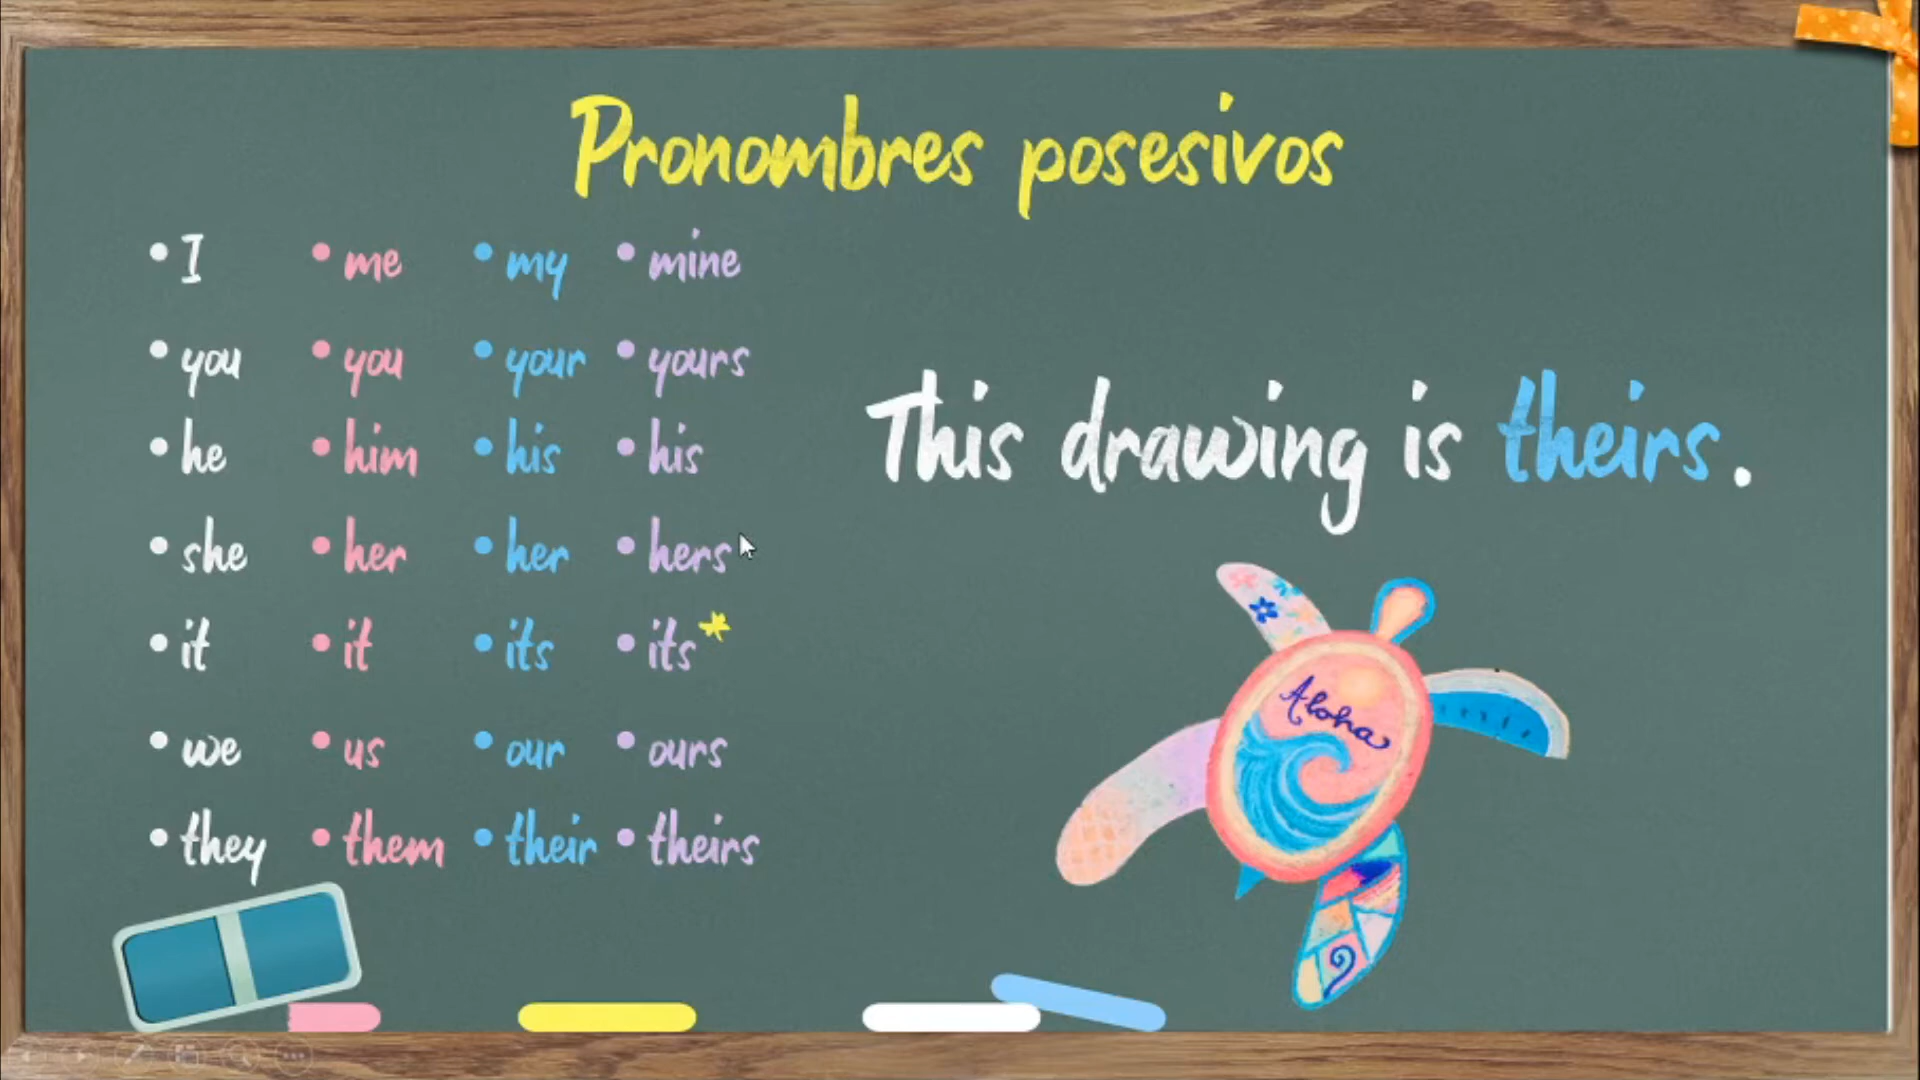 Pronombres posesivos
I me my mine
you you your yours
he him his his
she her her hers
it it its its*
we us our ours
they them their theirs
This drawing is theirs.
Aloha